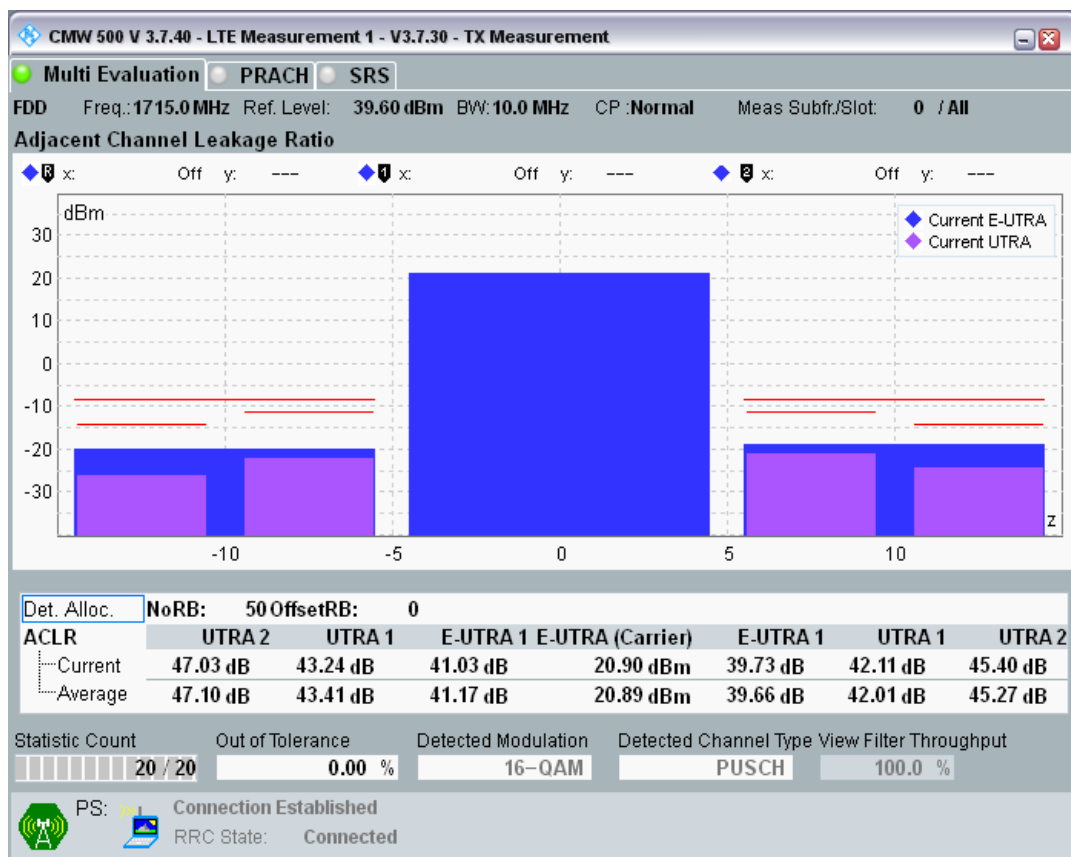 CMW 500 V 3.7.40 - LTE Measurement 1 - V3.7.30 - TX Measurement
Multi Evaluation PRACH SRS
FDD Freq.:1715.0 MHz Ref. Level: 39.60 dBm BW:10.0 MHz CP :Normal Meas Subfr./Slot: 0 / All
Adjacent Channel Leakage Ratio
R x: Off y: --- 1 x: Off y: --- 2 x: Off y: ---
dBm
Current E-UTRA
Current UTRA
30
20
10
0
-10
-20
-30
z
-10 -5 0 5 10
Det. Alloc. NoRB: 50 OffsetRB: 0
ACLR UTRA 2 UTRA 1 E-UTRA 1 E-UTRA (Carrier) E-UTRA 1 UTRA 1 UTRA 2
Current 47.03 dB 43.24 dB 41.03 dB 20.90 dBm 39.73 dB 42.11 dB 45.40 dB
Average 47.10 dB 43.41 dB 41.17 dB 20.89 dBm 39.66 dB 42.01 dB 45.27 dB
Statistic Count Out of Tolerance Detected Modulation Detected Channel Type View Filter Throughput
20 / 20 0.00 % 16-QAM PUSCH 100.0 %
PS: Connection Established
RRC State: Connected